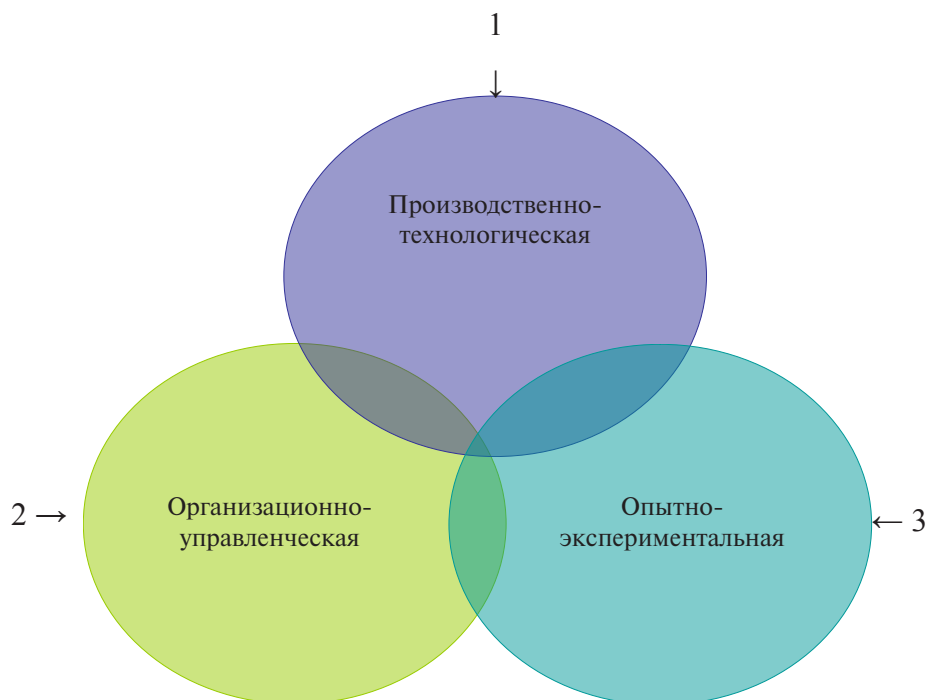 1
↓
Производственно-
технологическая
2 →
Организационно-
управленческая
Опытно-
экспериментальная
← 3